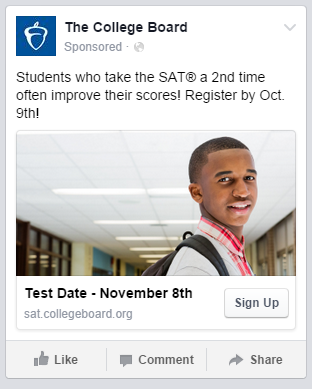 The College Board
Sponsored ·
Students who take the SAT® a 2nd time
often improve their scores! Register by Oct.
9th!
Test Date - November 8th
sat.collegeboard.org
Sign Up
Like
Comment
Share